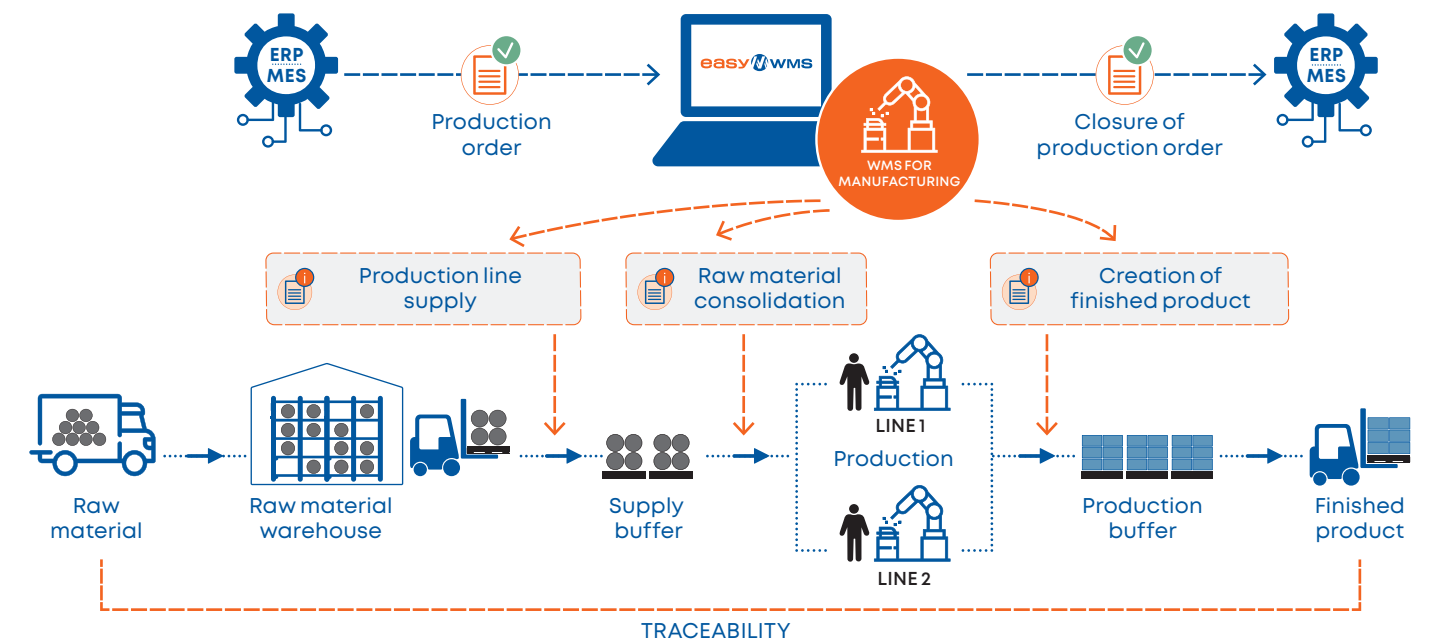 ERP
MES
Production
order
easy WMS
WMS FOR
MANUFACTURING
Closure of
production order
ERP
MES
i
Production line
supply
i
Raw material
consolidation
i
Creation of
finished product
LINE 1
Production
LINE 2
Raw
material
Raw material
warehouse
Supply
buffer
Production
buffer
Finished
product
TRACEABILITY